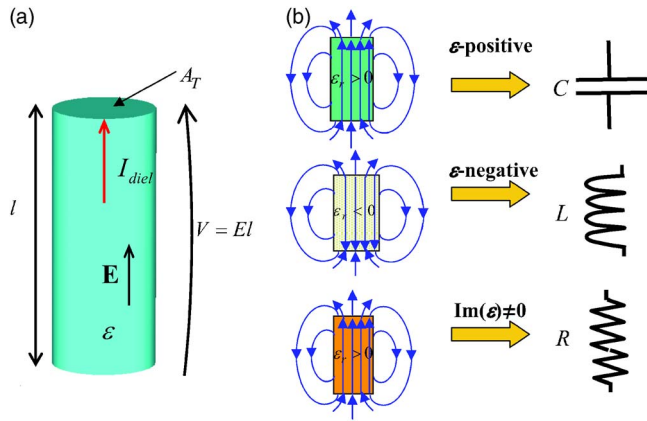 (a)
A_T
l
I_diel
V = El
E
ε
(b)
ε_r > 0
ε-positive
C
ε_r < 0
ε-negative
L
ε_r > 0
Im(ε)≠0
R